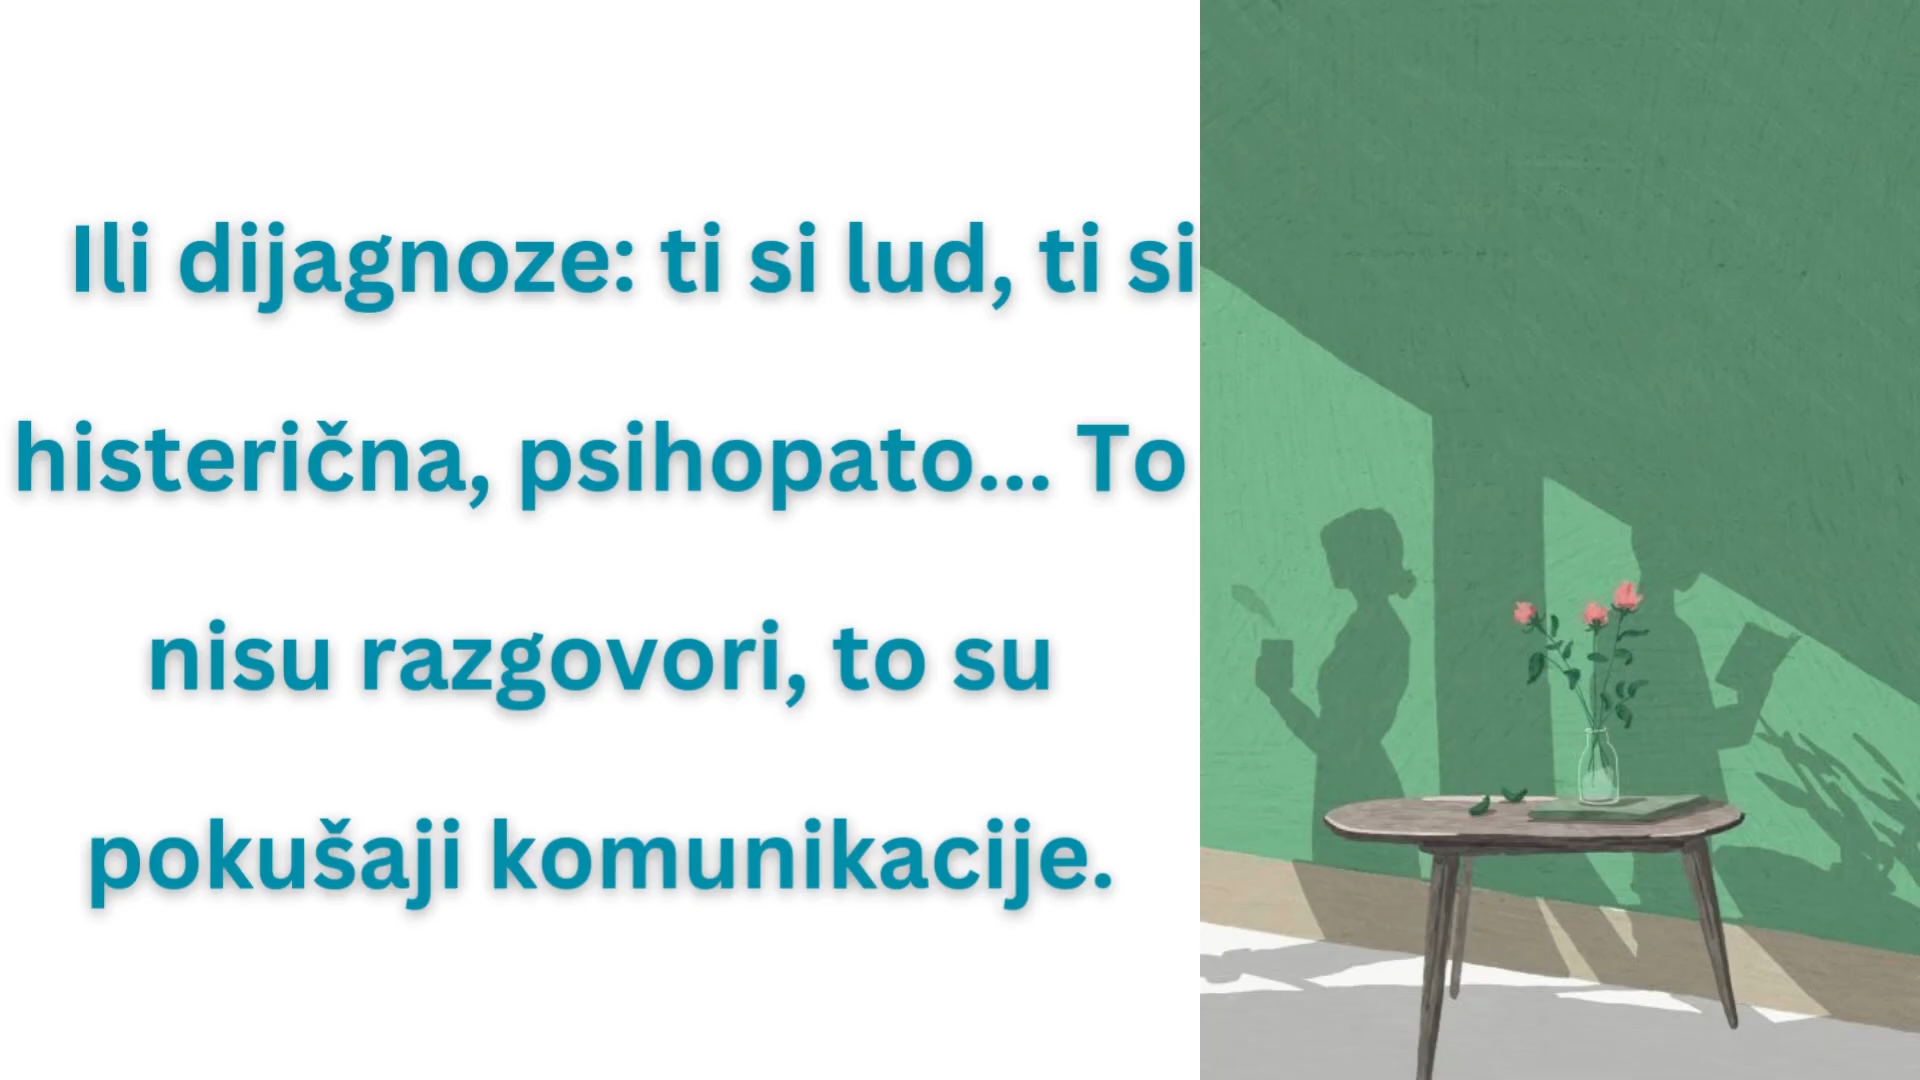 Ili dijagnoze: ti si lud, ti si
histerična, psihopato... To
nisu razgovori, to su
pokušaji komunikacije.